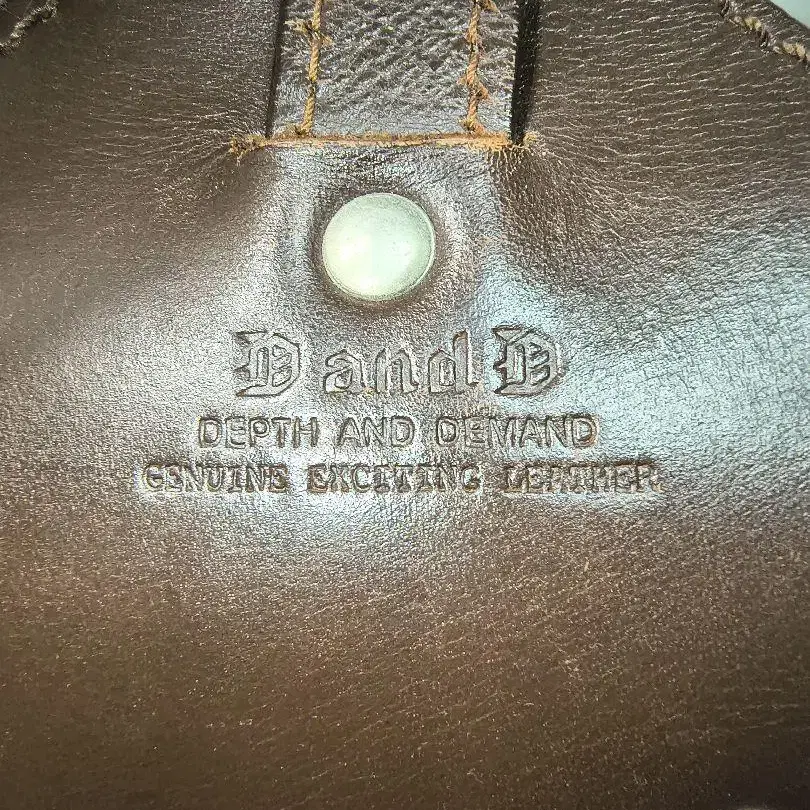 D and D
DEPTH AND DEMAND
GENUINE EXCITING LEATHER